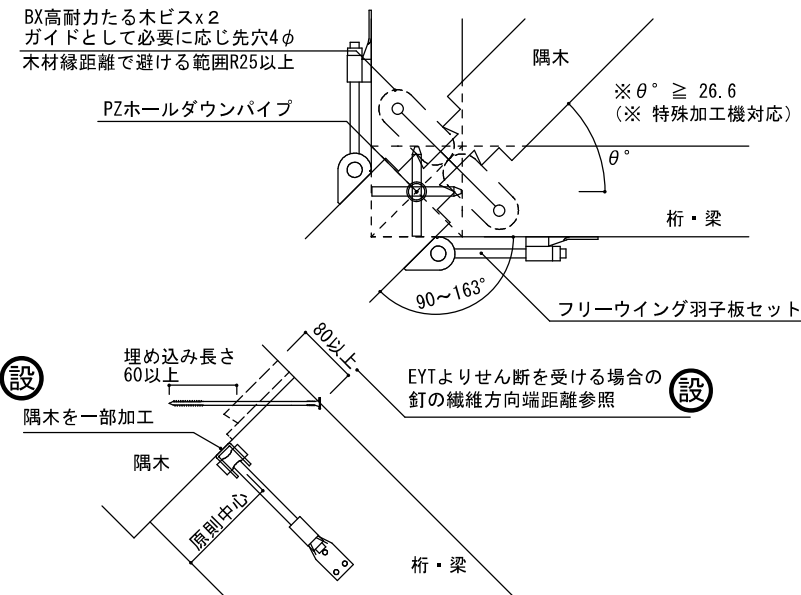 BX高耐力たる木ビスx2
ガイドとして必要に応じ先穴4φ
木材縁距離で避ける範囲R25以上
隅木
※θ° ≧ 26.6
(※ 特殊加工機対応)
PZホールダウンパイプ
θ°
桁・梁
90～163°
フリーウイング羽子板セット
80以上
設
埋め込み長さ
60以上
EYTよりせん断を受ける場合の
釘の繊維方向端距離参照
設
隅木を一部加工
隅木
原則中心
桁・梁